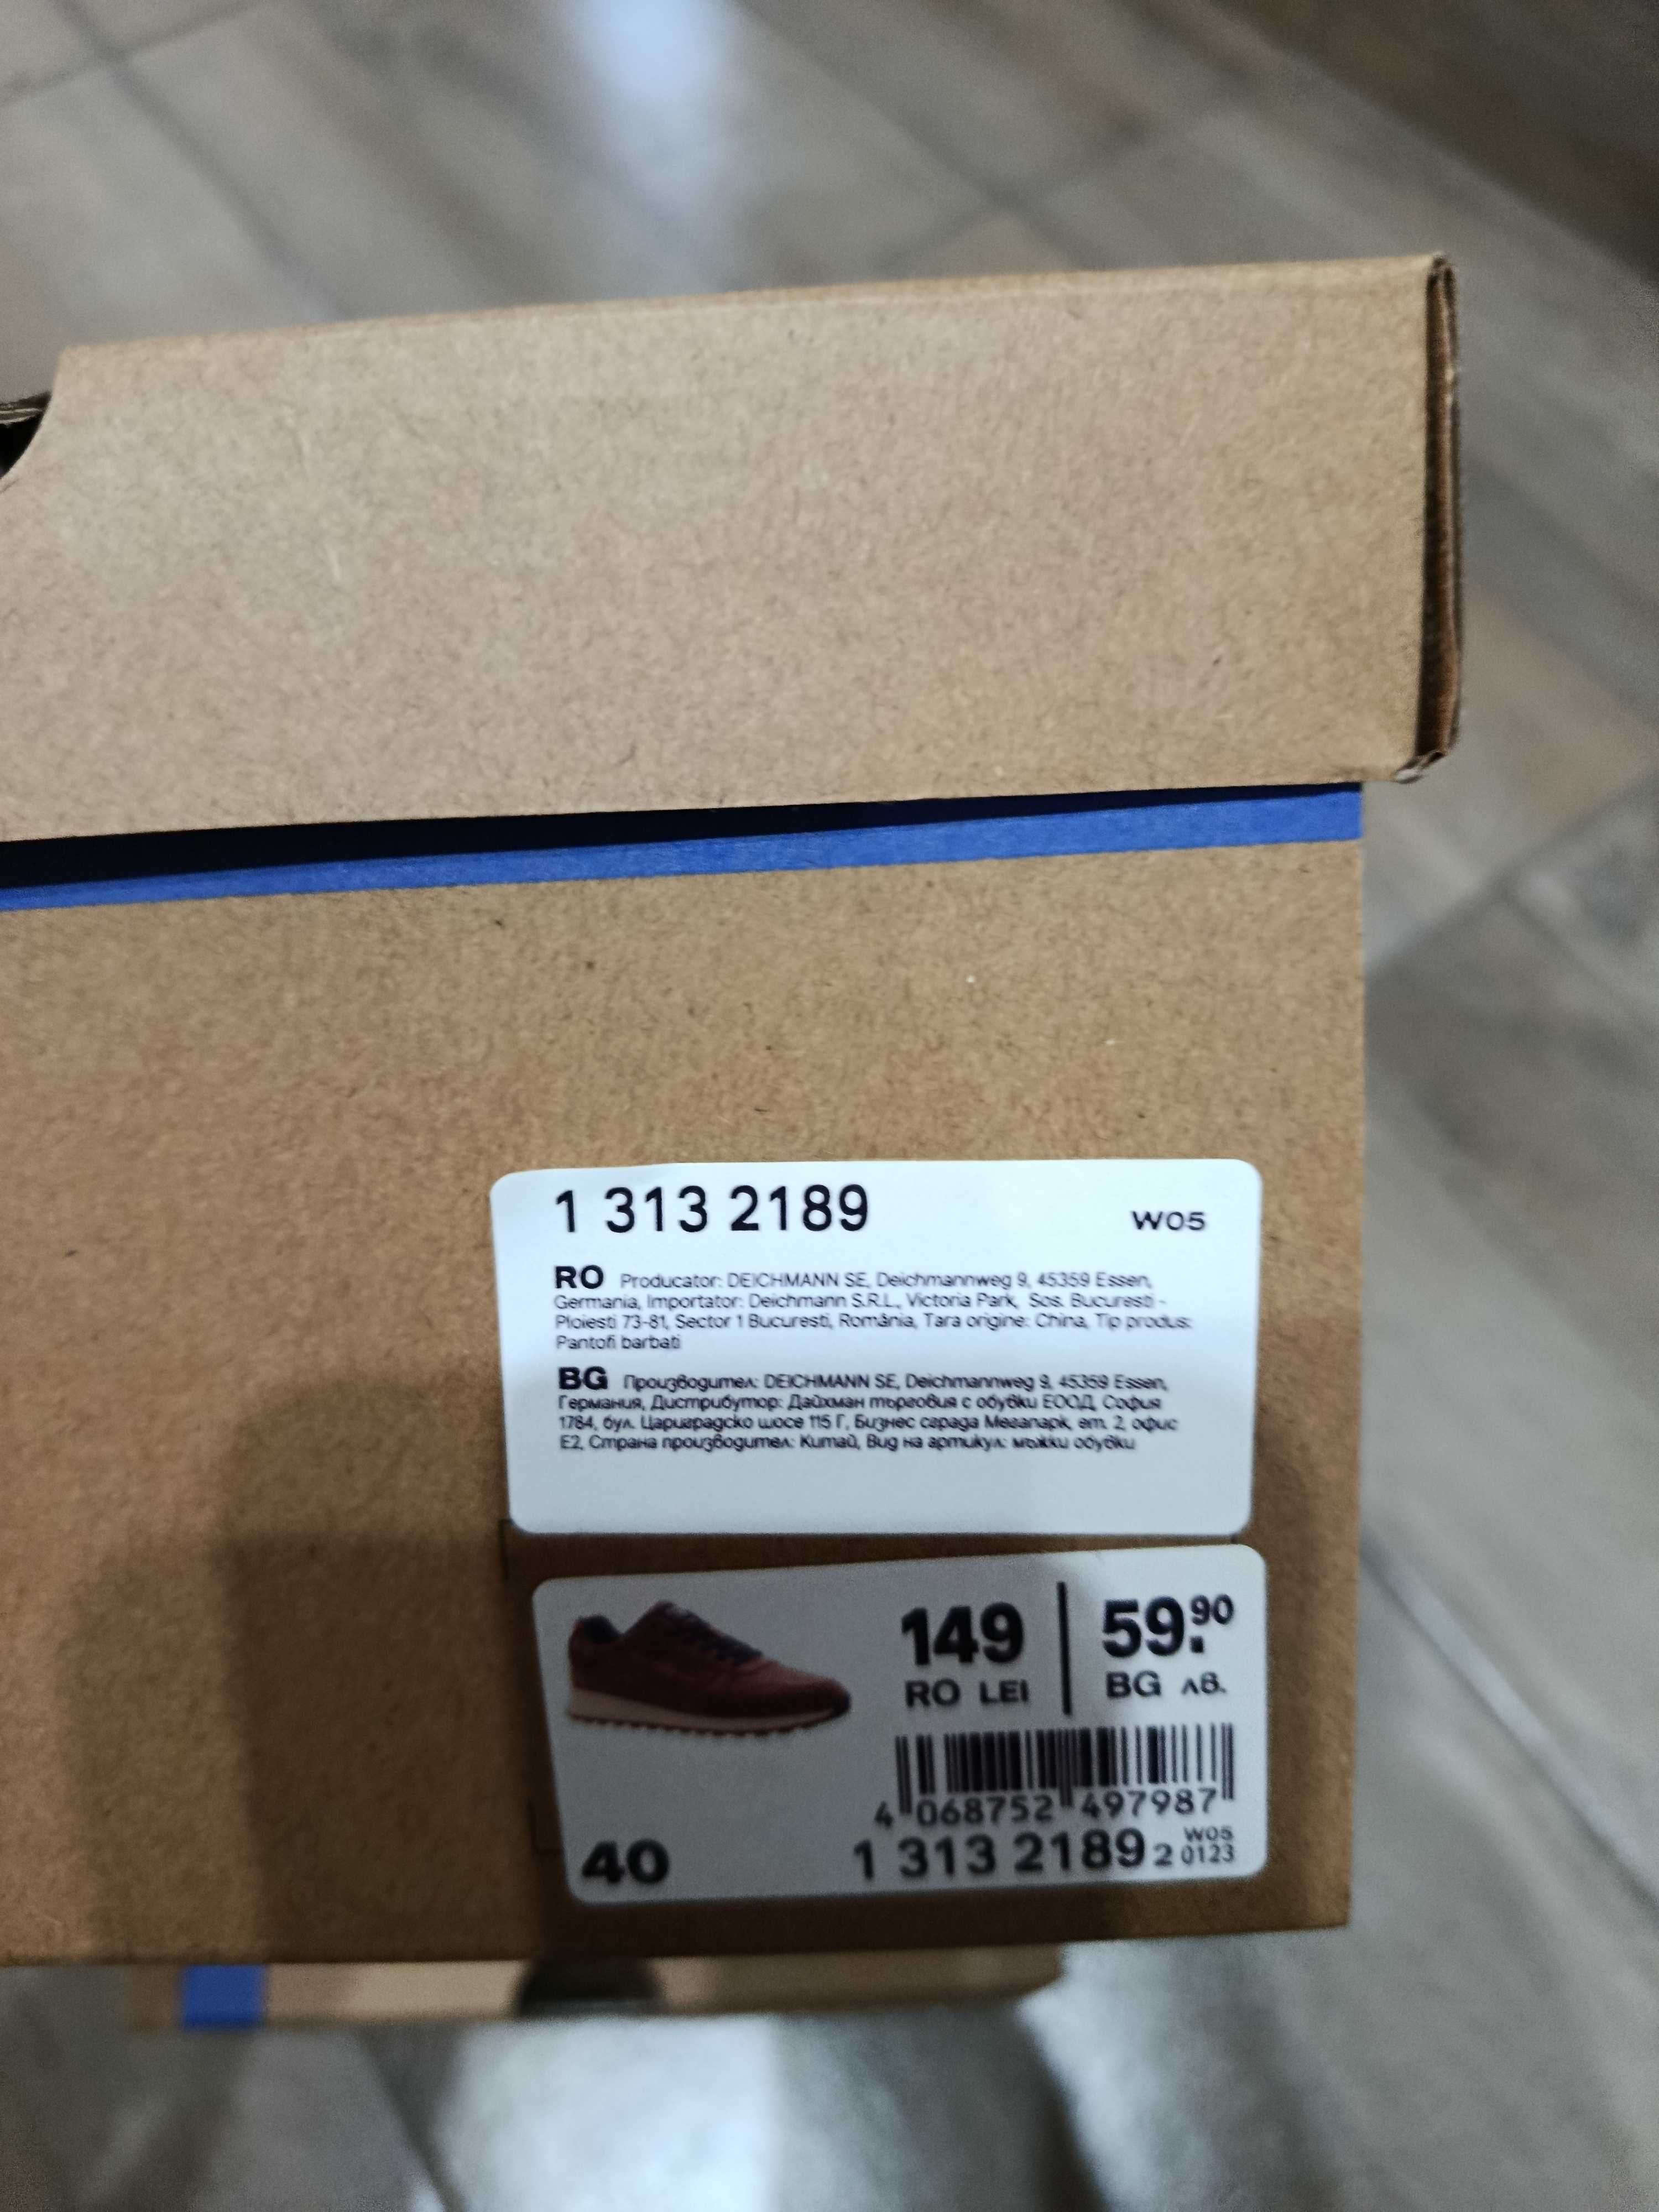 1 313 2189 W05
RO Producator: DEICHMANN SE, Deichmannweg 9, 45359 Essen,
Germania, Importator: Deichmann S.R.L., Victoria Park, Sos. Bucuresti -
Ploiesti 73-81, Sector 1 Bucuresti, România, Tara origine: China, Tip produs:
Pantofi barbati
BG Производител: DEICHMANN SE, Deichmannweg 9, 45359 Essen,
Германия, Дистрибутор: Дайхман търговия с обувки ЕООД, София
1784, бул. Цариградско шосе 115 Г, Бизнес сграда Мегапарк, ет. 2, офис
Е2, Страна производител: Китай, Вид на артикул: мъжки обувки
149 59.90
RO LEI BG лв.
4 068752 497987
40 1 313 2189 2 W05 0123